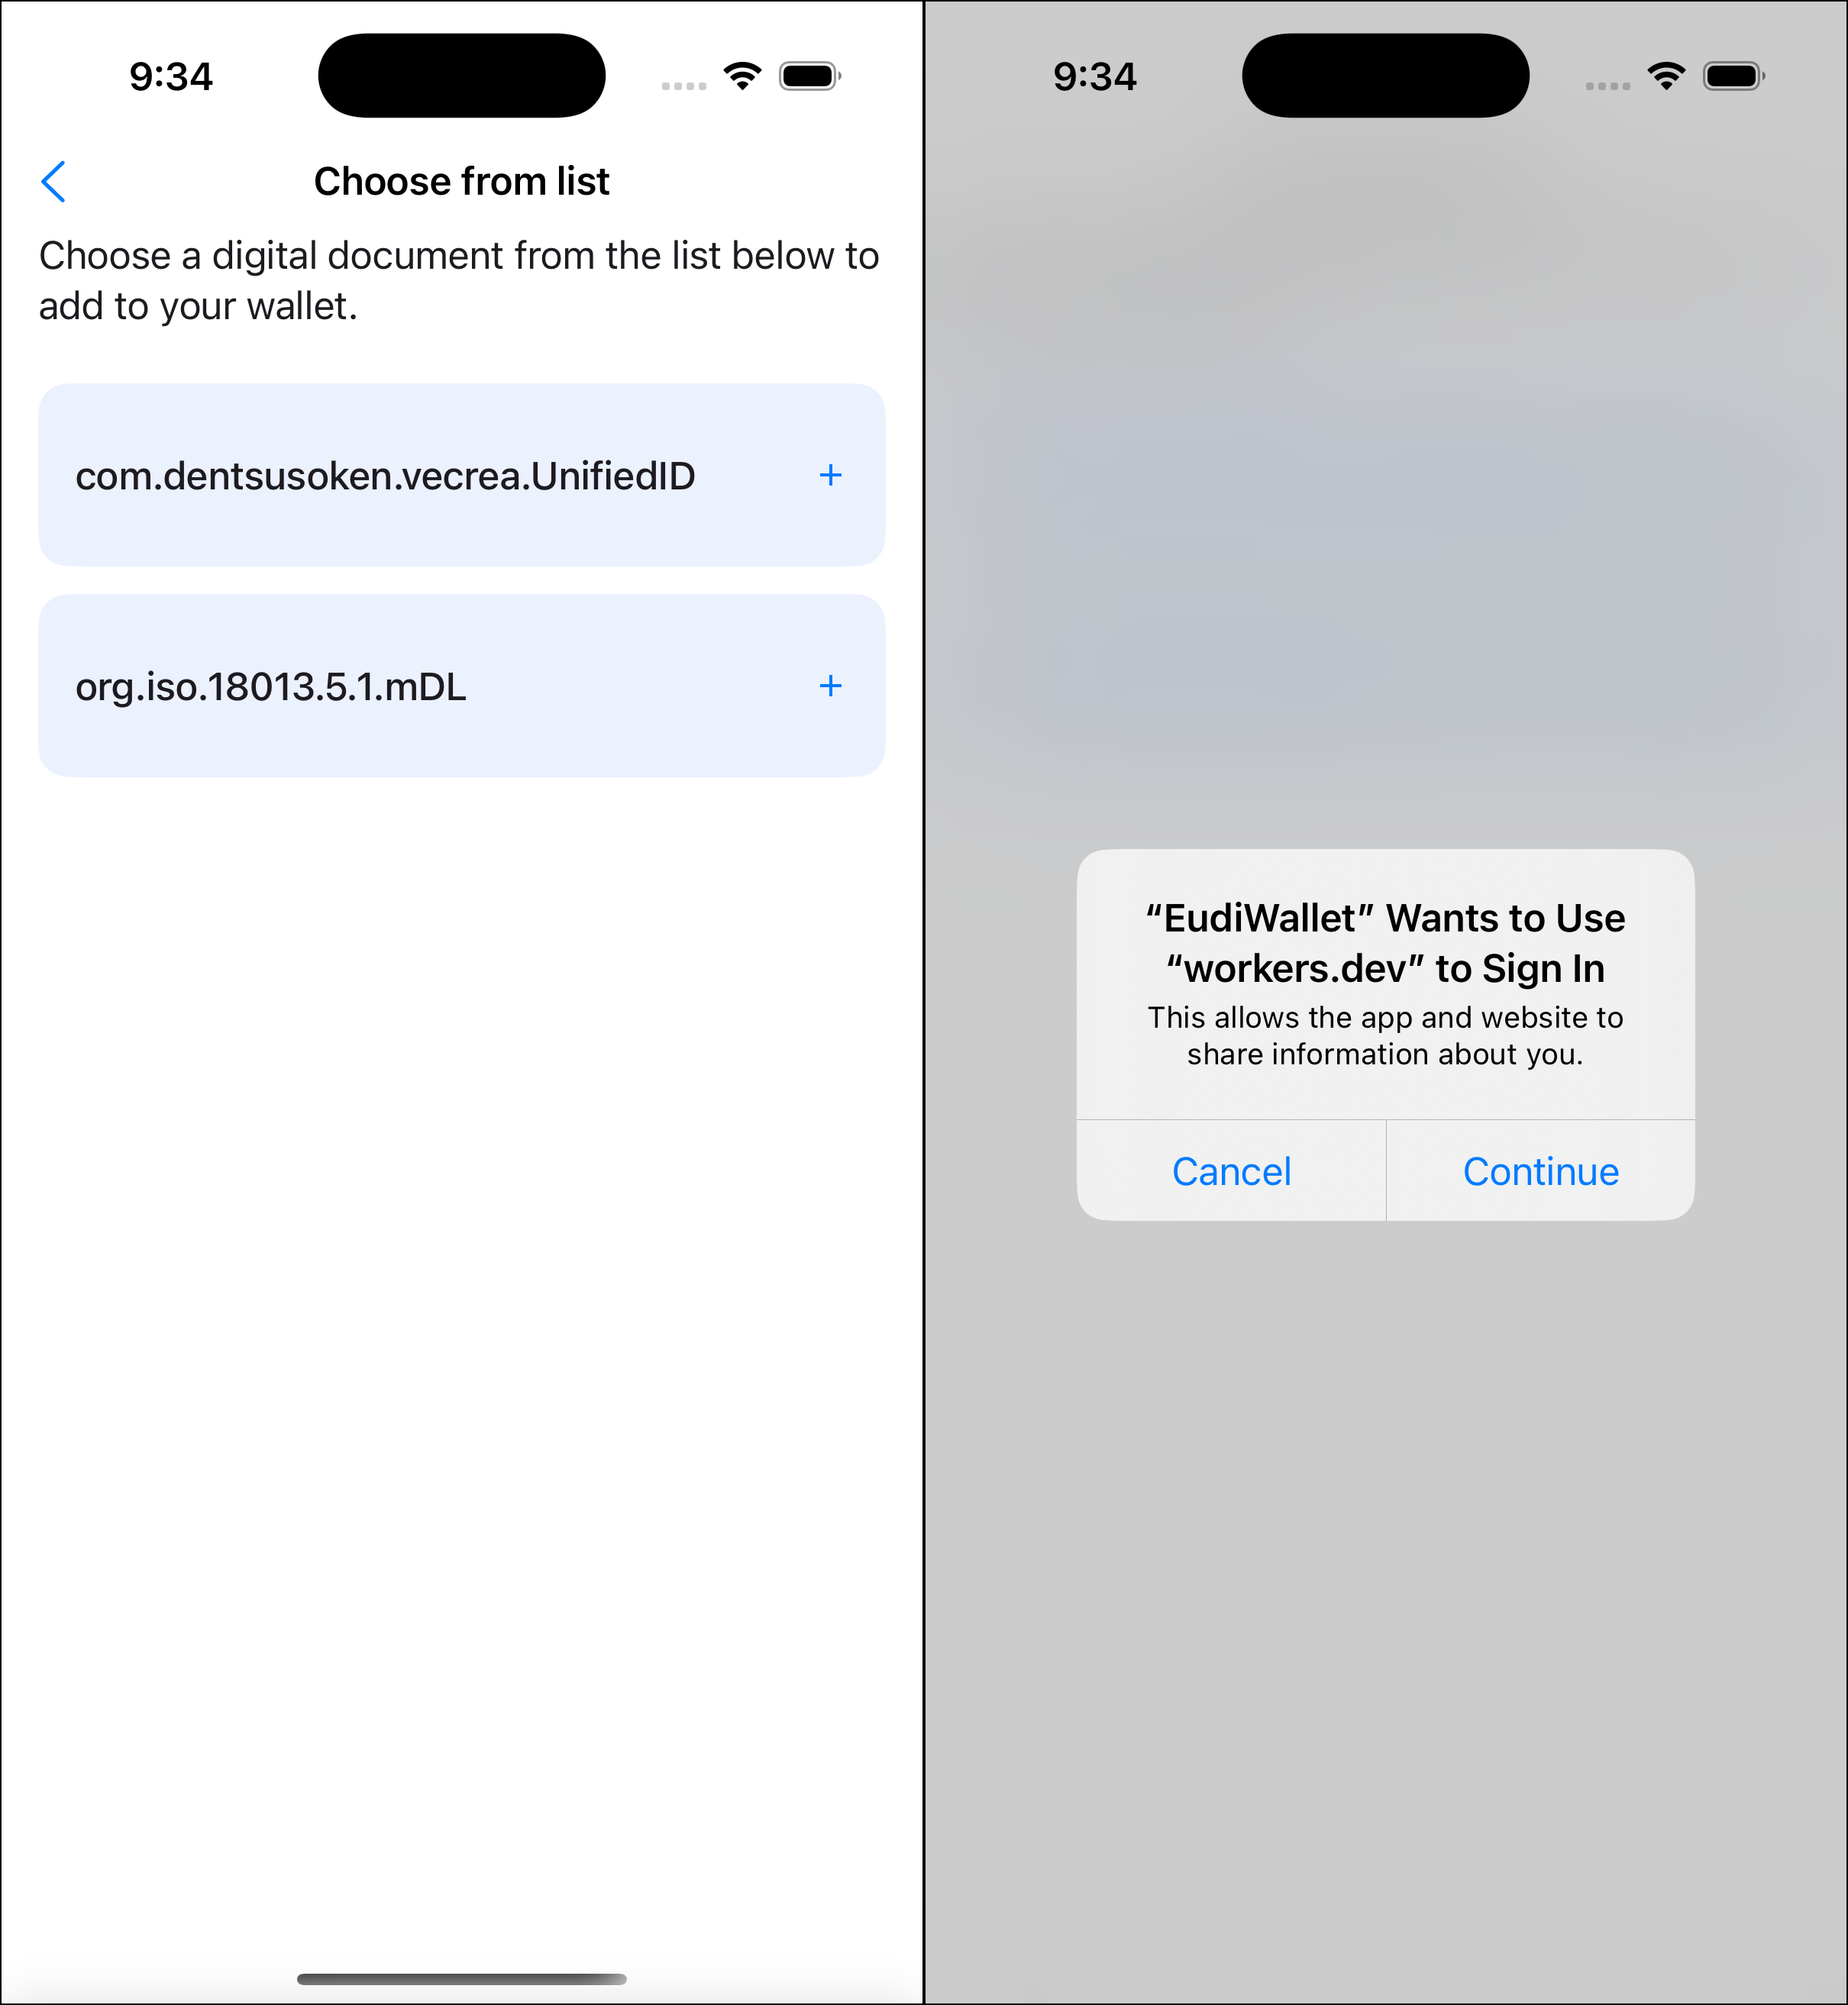 9:34
Choose from list
Choose a digital document from the list below to
add to your wallet.
com.dentsusoken.vecrea.UnifiedID
+
org.iso.18013.5.1.mDL
+
9:34
“EudiWallet” Wants to Use
“workers.dev” to Sign In
This allows the app and website to
share information about you.
Cancel
Continue